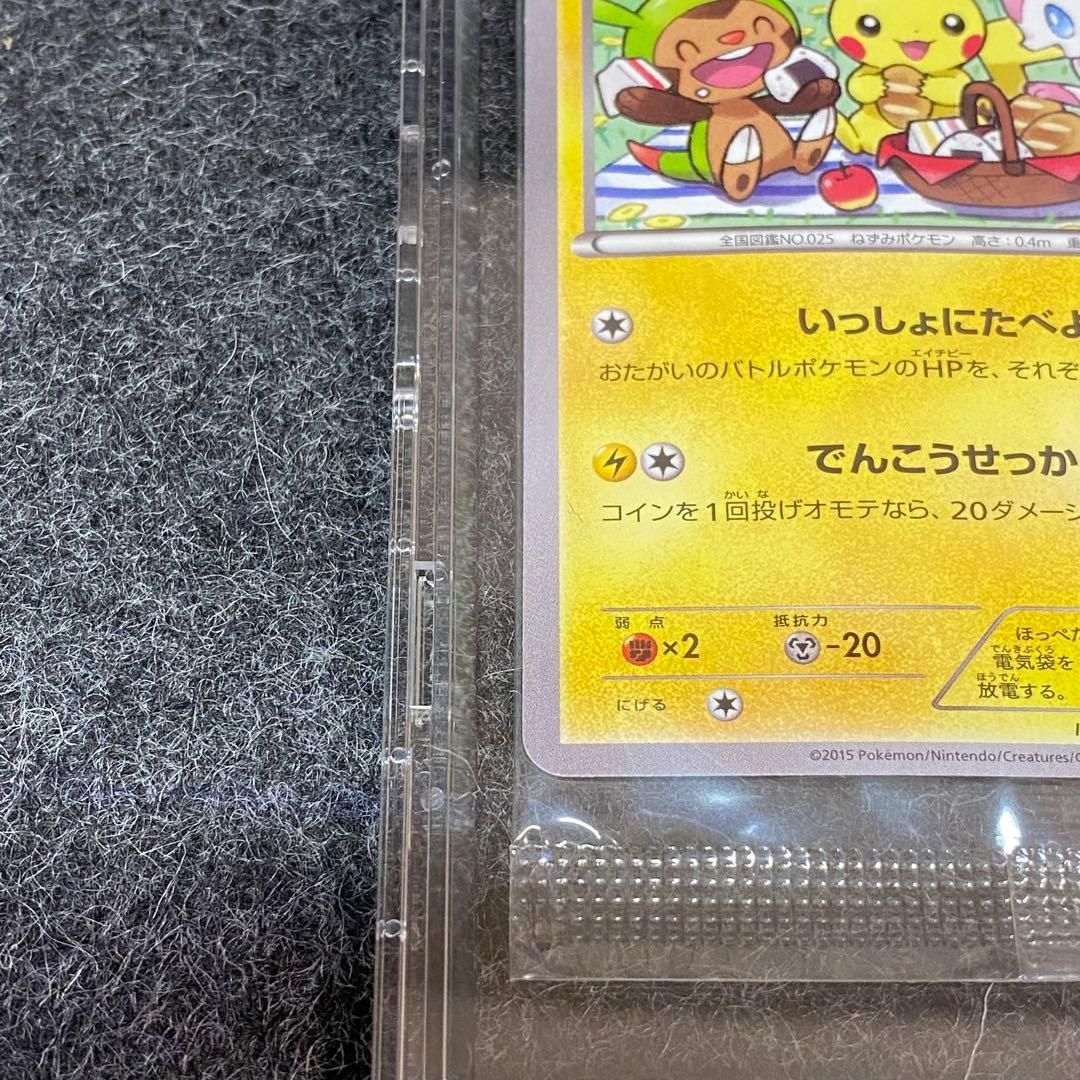 全国図鑑NO.025 ねずみポケモン 高さ:0.4m 重
いっしょにたべよ
エイチピー
おたがいのバトルポケモンのHPを、それぞ
でんこうせっか
かい な
コインを1回投げオモテなら、20ダメージ
弱点 抵抗力
×2 -20
にげる
ほっぺた
でんきぶくろ
電気袋を
ほうでん
放電する。
©2015 Pokémon/Nintendo/Creatures/